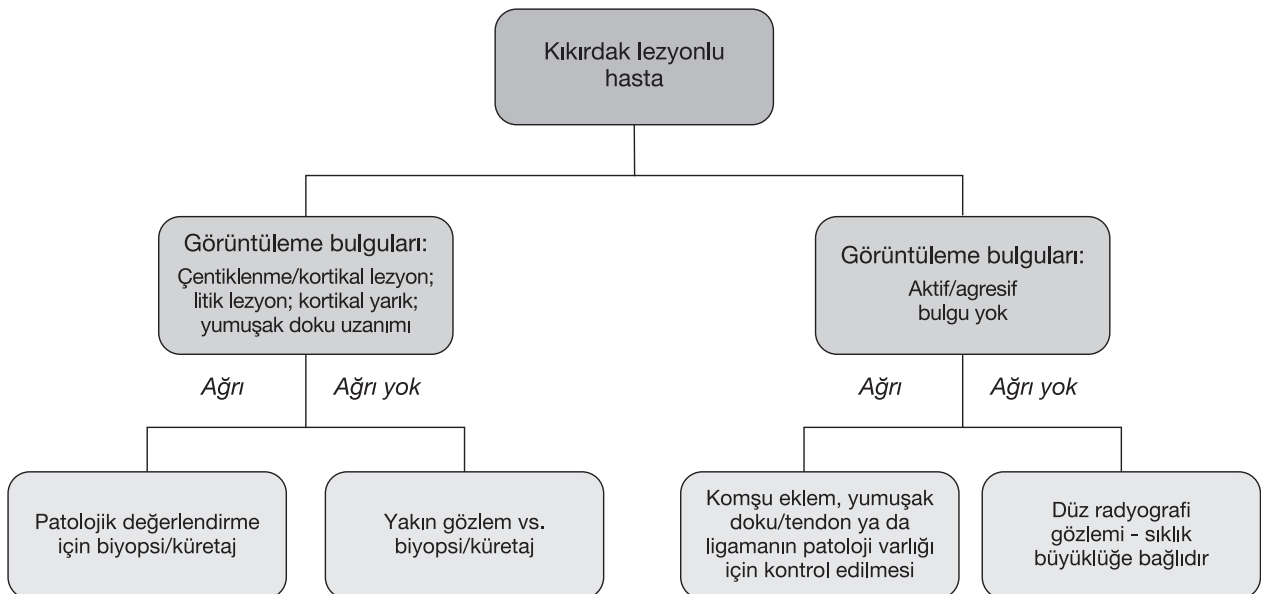 Kıkırdak lezyonlu
hasta
Görüntüleme bulguları:
Çentiklenme/kortikal lezyon;
litik lezyon; kortikal yarık;
yumuşak doku uzanımı
Görüntüleme bulguları:
Aktif/agresif
bulgu yok
Ağrı
Ağrı yok
Ağrı
Ağrı yok
Patolojik değerlendirme
için biyopsi/küretaj
Yakın gözlem vs.
biyopsi/küretaj
Komşu eklem, yumuşak
doku/tendon ya da
ligamanın patoloji varlığı
için kontrol edilmesi
Düz radyografi
gözlemi - sıklık
büyüklüğe bağlıdır